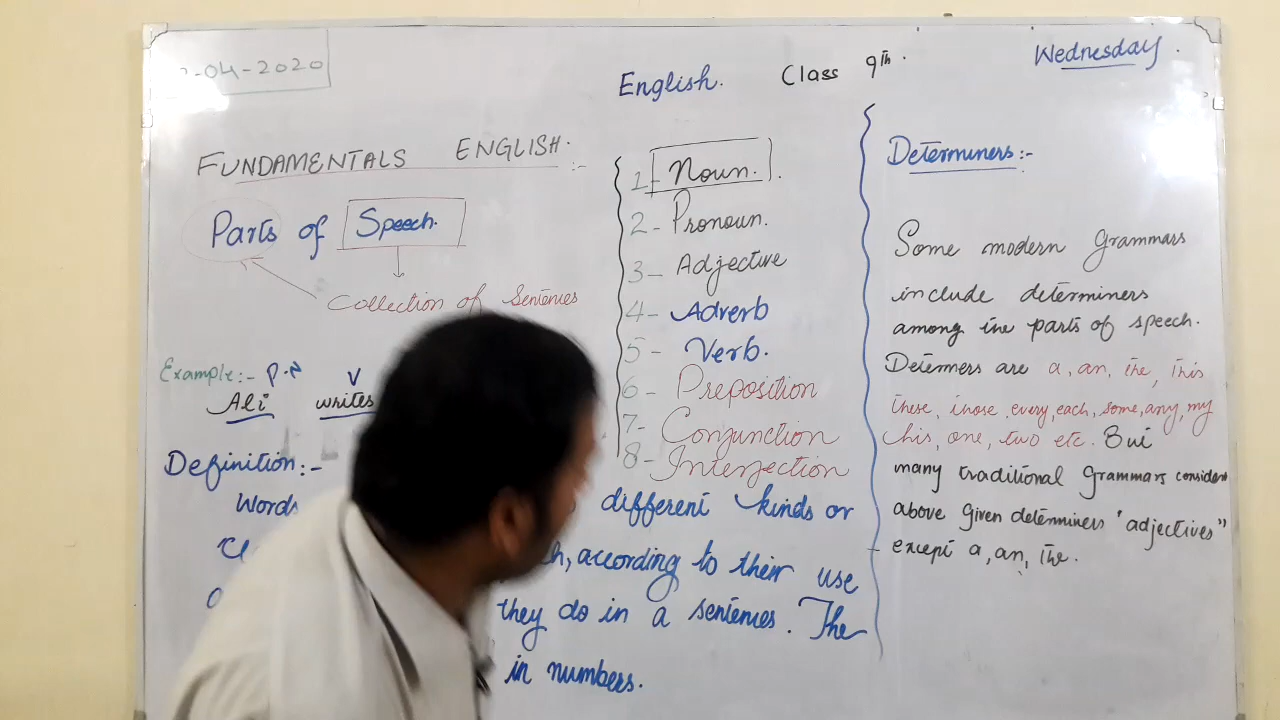 -04-2020
English.
Class 9th.
Wednesday.
FUNDAMENTALS ENGLISH. :-
Parts of Speech.
Collection of Sentences
Example:- P.N V
Ali writes
Definition:-
Words different kinds or
according to their use
they do in a sentences. The
in numbers.
1- Noun.
2- Pronoun.
3- Adjective
4- Adverb
5- Verb.
6- Preposition
7- Conjunction
8- Interjection
Determiners:-
Some modern Grammars
include determiners
among the parts of speech.
Determers are a, an, the, this
these, those, every, each, some, any, my
his, one, two etc. But
many traditional Grammars consider
above given determiners "adjectives"
except a, an, the.